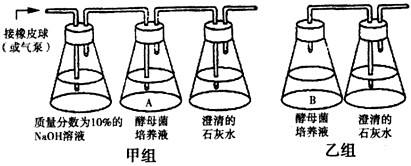 接橡皮球
(或气泵)
A
B
质量分数为10%的
NaOH溶液
酵母菌
培养液
澄清的
石灰水
酵母菌
培养液
澄清的
石灰水
甲组
乙组